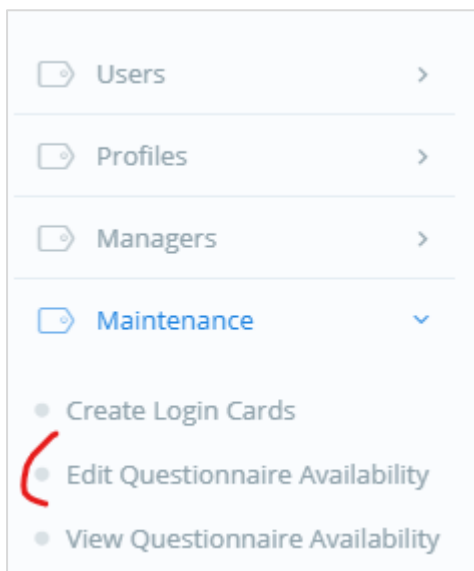 Users
Profiles
Managers
Maintenance
Create Login Cards
Edit Questionnaire Availability
View Questionnaire Availability